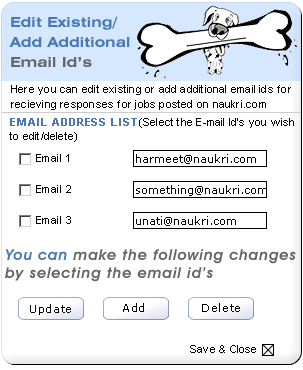 Edit Existing/
Add Additional
Email Id's
Here you can edit existing or add additional email ids for
recieving responses for jobs posted on naukri.com
EMAIL ADDRESS LIST(Select the E-mail Id's you wish
to edit/delete)
Email 1 harmeet@naukri.com
Email 2 something@naukri.com
Email 3 unati@naukri.com
You can make the following changes
by selecting the email id's
Update Add Delete
Save & Close